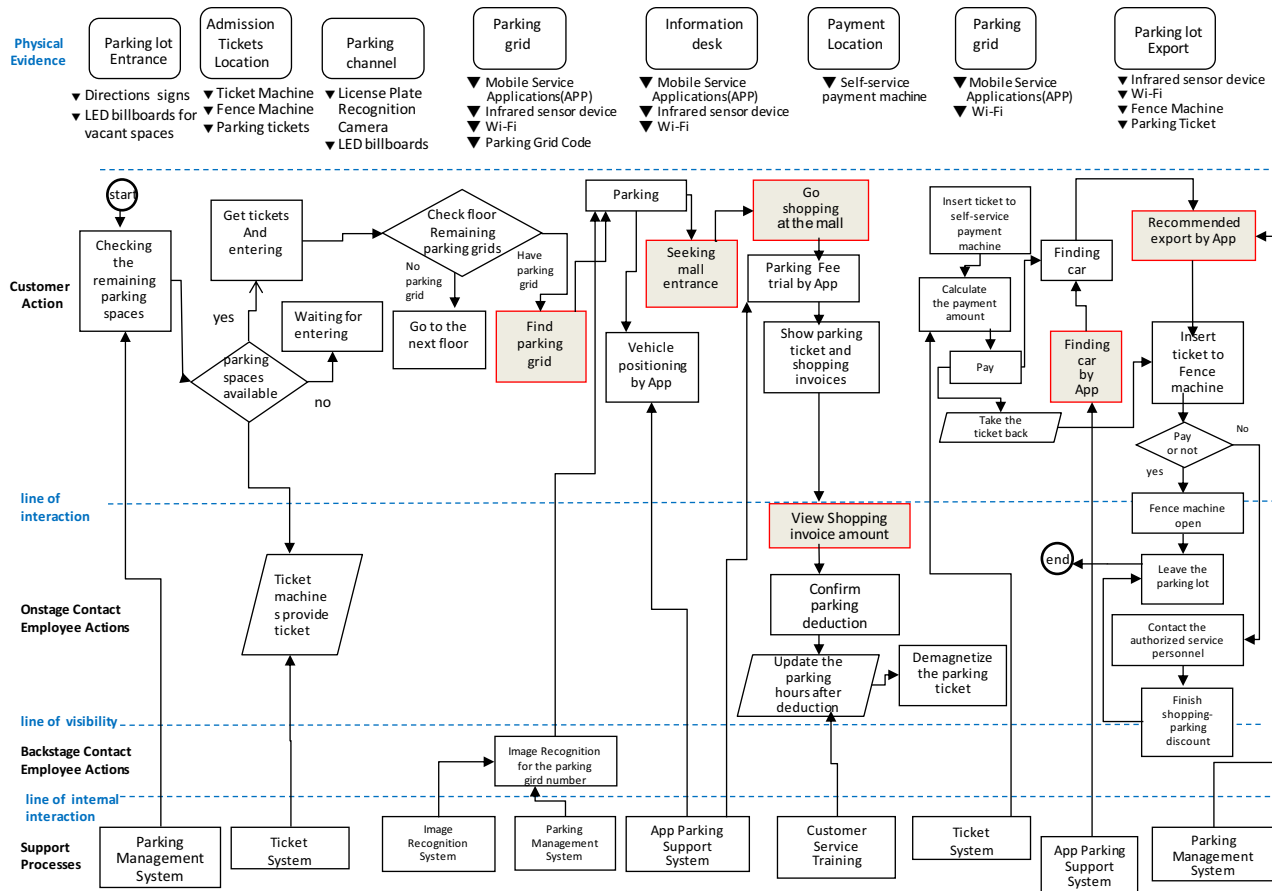 Physical
Evidence
Parking lot
Entrance
▼ Directions signs
▼ LED billboards for
vacant spaces
Admission
Tickets
Location
▼ Ticket Machine
▼ Fence Machine
▼ Parking tickets
Parking
channel
▼ License Plate
Recognition
Camera
▼ LED billboards
Parking
grid
▼ Mobile Service
Applications(APP)
▼ Infrared sensor device
▼ Wi-Fi
▼ Parking Grid Code
Information
desk
▼ Mobile Service
Applications(APP)
▼ Infrared sensor device
▼ Wi-Fi
Payment
Location
▼ Self-service
payment machine
Parking
grid
▼ Mobile Service
Applications(APP)
▼ Wi-Fi
Parking lot
Export
▼ Infrared sensor device
▼ Wi-Fi
▼ Fence Machine
▼ Parking Ticket
Customer
Action
start
Checking
the
remaining
parking
spaces
Get tickets
And
entering
yes
parking
spaces
available
no
Waiting for
entering
Check floor
Remaining
parking grids
No
parking
grid
Have
parking
grid
Go to the
next floor
Find
parking
grid
Parking
Vehicle
positioning
by App
Seeking
mall
entrance
Go
shopping
at the mall
Parking Fee
trial by App
Show parking
ticket and
shopping
invoices
Insert ticket to
self-service
payment
machine
Calculate
the payment
amount
Pay
Take the
ticket back
Finding
car
Finding
car
by
App
Recommended
export by App
Insert
ticket to
Fence
machine
Pay
or not
No
yes
line of
interaction
View Shopping
invoice amount
Fence machine
open
Onstage Contact
Employee Actions
Ticket
machine
s provide
ticket
Confirm
parking
deduction
Update the
parking
hours after
deduction
Demagnetize
the parking
ticket
end
Leave the
parking lot
Contact the
authorized service
personnel
Finish
shopping-
parking
discount
line of visibility
Backstage Contact
Employee Actions
Image Recognition
for the parking
gird number
line of internal
interaction
Support
Processes
Parking
Management
System
Ticket
System
Image
Recognition
System
Parking
Management
System
App Parking
Support
System
Customer
Service
Training
Ticket
System
App Parking
Support
System
Parking
Management
System